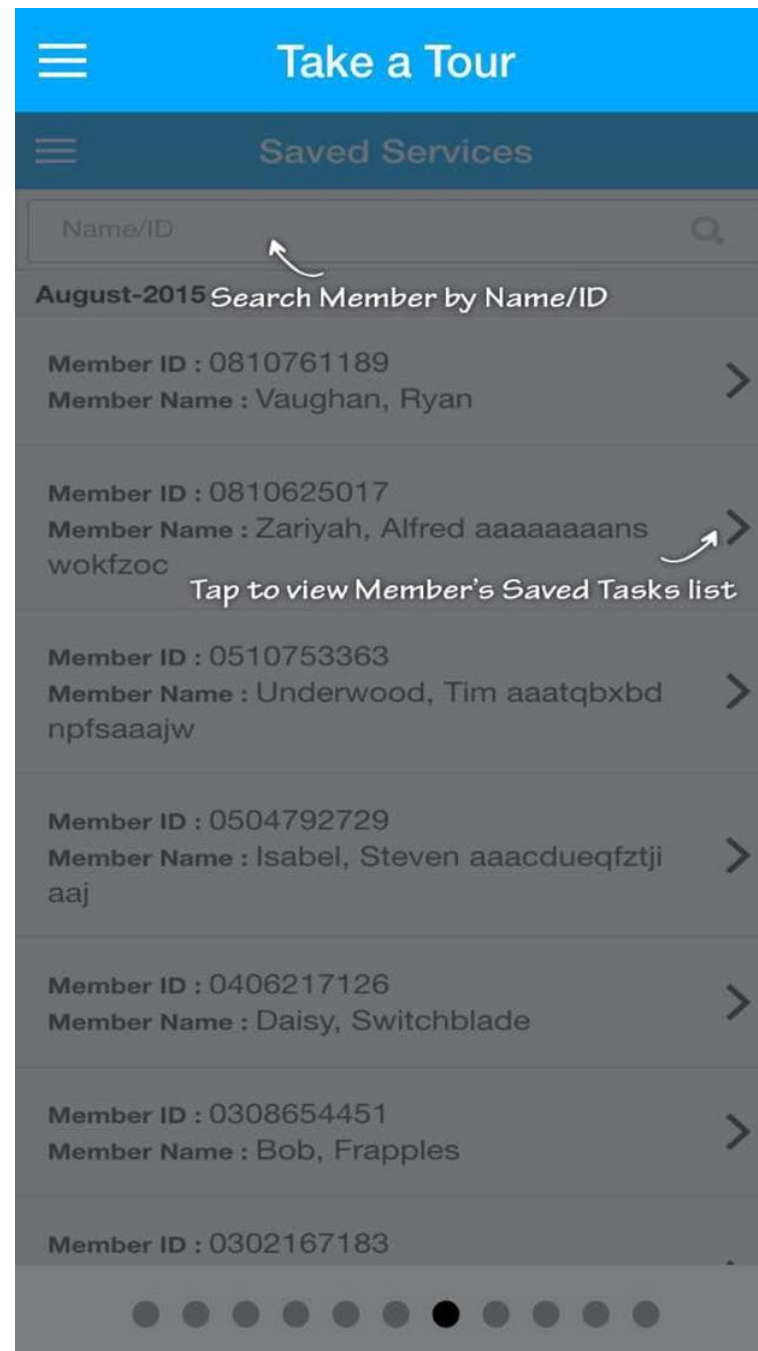 Take a Tour
Saved Services
Name/ID
August-2015 Search Member by Name/ID
Member ID : 0810761189
Member Name : Vaughan, Ryan
Member ID : 0810625017
Member Name : Zariyah, Alfred aaaaaaaans
wokfzoc
Tap to view Member's Saved Tasks list
Member ID : 0510753363
Member Name : Underwood, Tim aaatqbxbd
npfsaaajw
Member ID : 0504792729
Member Name : Isabel, Steven aaacdueqfztji
aaj
Member ID : 0406217126
Member Name : Daisy, Switchblade
Member ID : 0308654451
Member Name : Bob, Frapples
Member ID : 0302167183